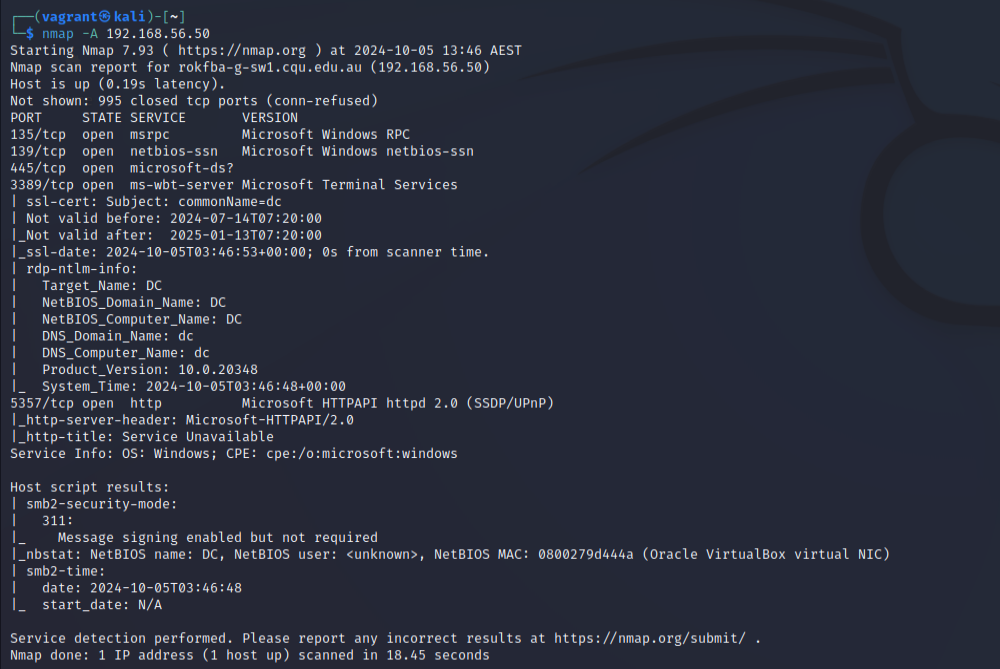 ┌──(vagrant㉿kali)-[~]
└─$ nmap -A 192.168.56.50
Starting Nmap 7.93 ( https://nmap.org ) at 2024-10-05 13:46 AEST
Nmap scan report for rokfba-g-sw1.cqu.edu.au (192.168.56.50)
Host is up (0.19s latency).
Not shown: 995 closed tcp ports (conn-refused)
PORT     STATE SERVICE       VERSION
135/tcp  open  msrpc         Microsoft Windows RPC
139/tcp  open  netbios-ssn   Microsoft Windows netbios-ssn
445/tcp  open  microsoft-ds?
3389/tcp open  ms-wbt-server Microsoft Terminal Services
| ssl-cert: Subject: commonName=dc
| Not valid before: 2024-07-14T07:20:00
|_Not valid after:  2025-01-13T07:20:00
|_ssl-date: 2024-10-05T03:46:53+00:00; 0s from scanner time.
| rdp-ntlm-info:
|   Target_Name: DC
|   NetBIOS_Domain_Name: DC
|   NetBIOS_Computer_Name: DC
|   DNS_Domain_Name: dc
|   DNS_Computer_Name: dc
|   Product_Version: 10.0.20348
|_  System_Time: 2024-10-05T03:46:48+00:00
5357/tcp open  http          Microsoft HTTPAPI httpd 2.0 (SSDP/UPnP)
|_http-server-header: Microsoft-HTTPAPI/2.0
|_http-title: Service Unavailable
Service Info: OS: Windows; CPE: cpe:/o:microsoft:windows

Host script results:
| smb2-security-mode:
|   311:
|_    Message signing enabled but not required
|_nbstat: NetBIOS name: DC, NetBIOS user: <unknown>, NetBIOS MAC: 0800279d444a (Oracle VirtualBox virtual NIC)
| smb2-time:
|   date: 2024-10-05T03:46:48
|_  start_date: N/A

Service detection performed. Please report any incorrect results at https://nmap.org/submit/ .
Nmap done: 1 IP address (1 host up) scanned in 18.45 seconds